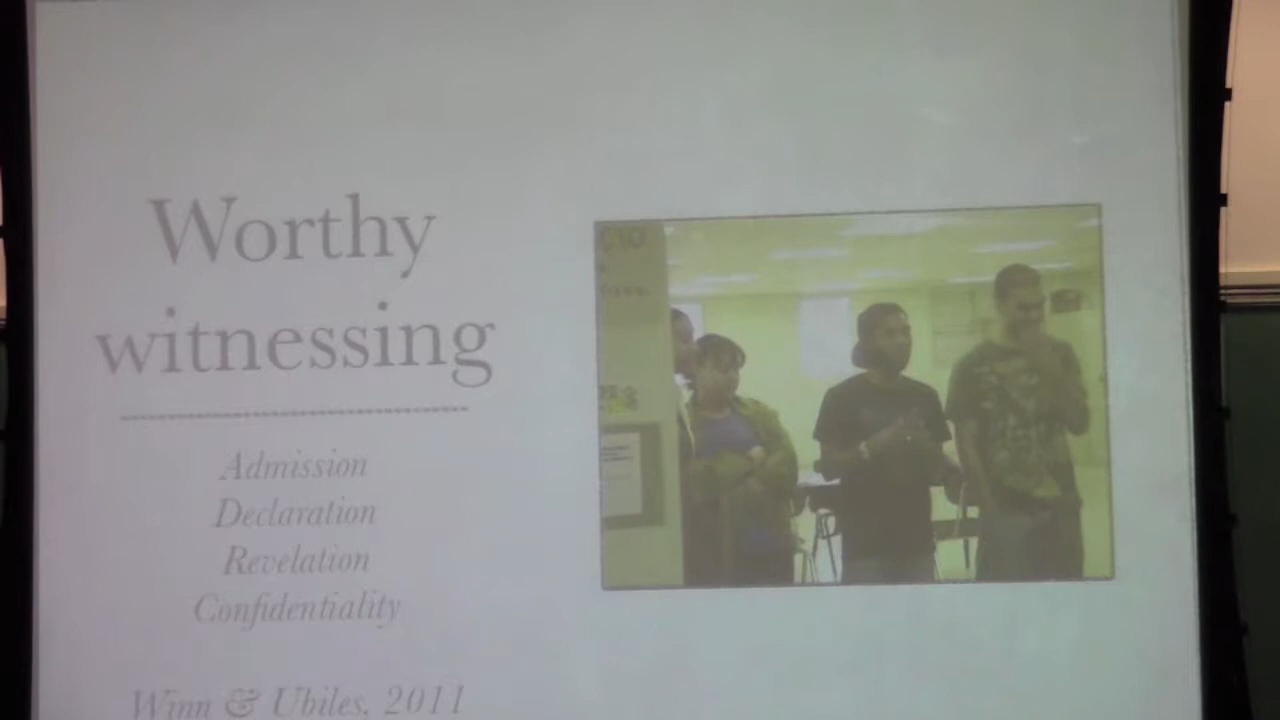 Worthy
witnessing
Admission
Declaration
Revelation
Confidentiality
Winn & Ubiles, 2011